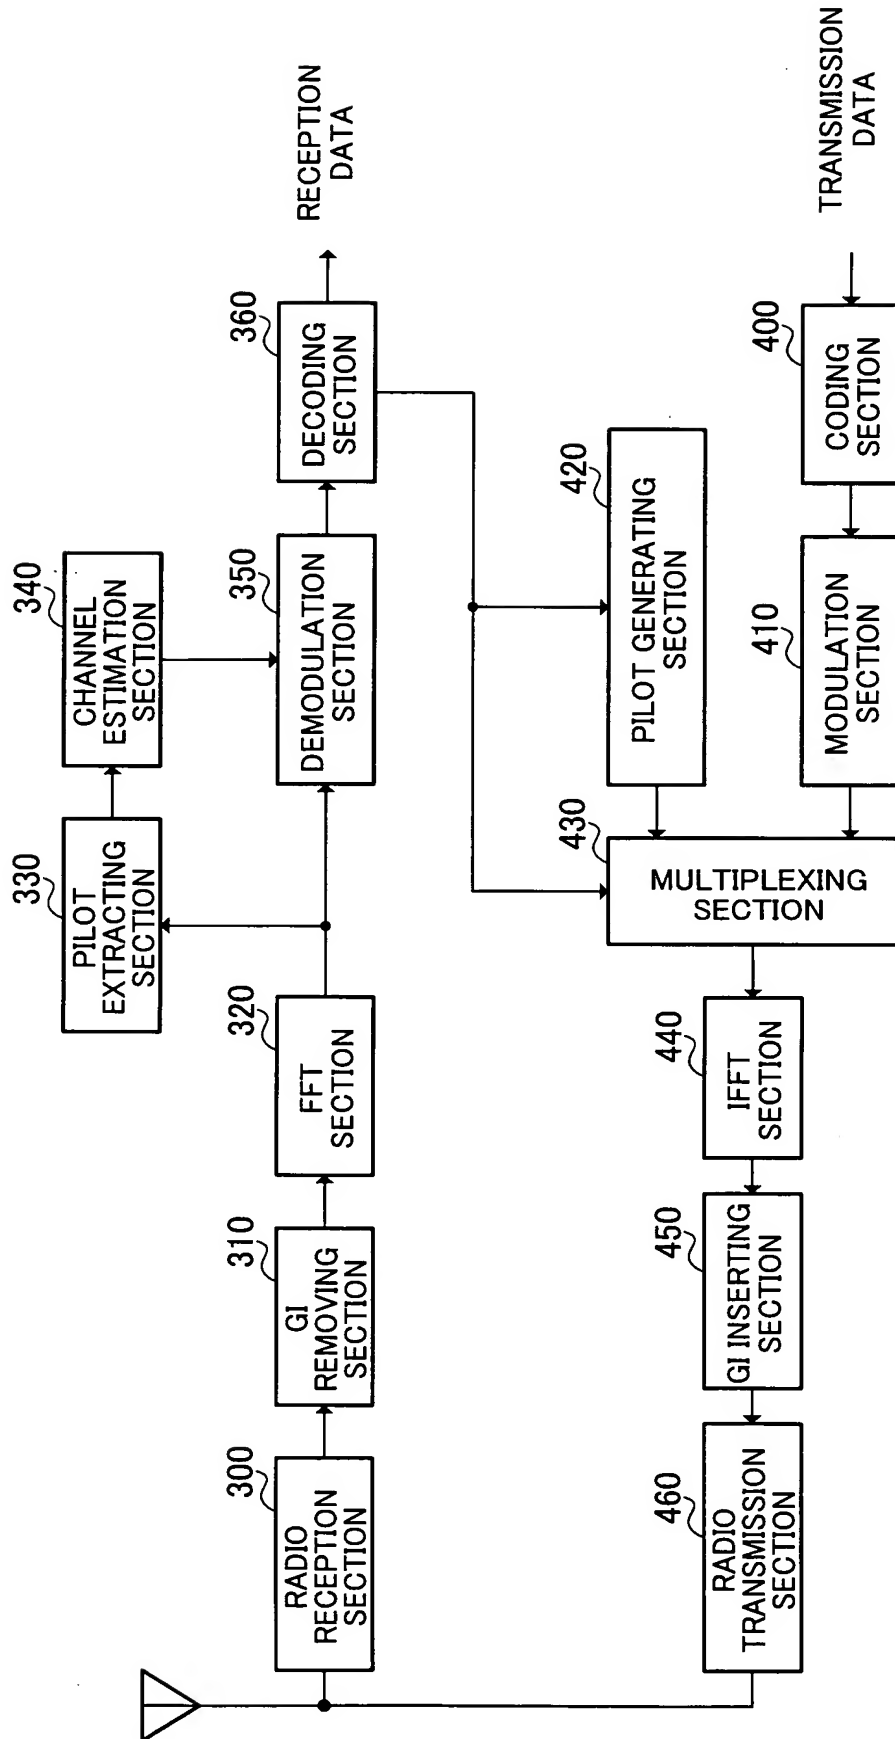 340
CHANNEL
ESTIMATION
SECTION
330
PILOT
EXTRACTING
SECTION
300
RADIO
RECEPTION
SECTION
310
GI
REMOVING
SECTION
320
FFT
SECTION
350
DEMODULATION
SECTION
360
DECODING
SECTION
RECEPTION
DATA
420
PILOT GENERATING
SECTION
430
MULTIPLEXING
SECTION
460
RADIO
TRANSMISSION
SECTION
450
GI INSERTING
SECTION
440
IFFT
SECTION
410
MODULATION
SECTION
400
CODING
SECTION
TRANSMISSION
DATA